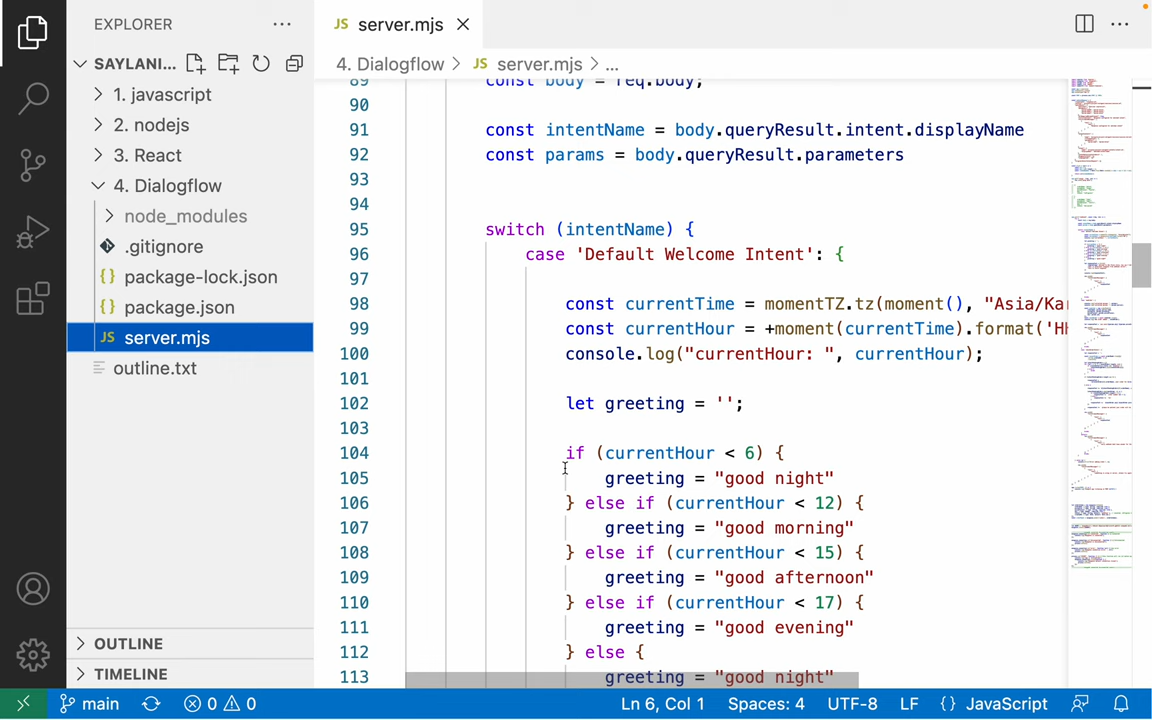 EXPLORER
SAYLANI...
1. javascript
2. nodejs
3. React
4. Dialogflow
node_modules
.gitignore
package-lock.json
package.json
JS server.mjs
outline.txt
OUTLINE
TIMELINE
JS server.mjs
4. Dialogflow > JS server.mjs > ...
89 const body = req.body;
90
91 const intentName = body.queryResult.intent.displayName
92 const params = body.queryResult.parameters
93
94
95 switch (intentName) {
96 case 'Default Welcome Intent': {
97
98 const currentTime = momentTZ.tz(moment(), "Asia/Kar
99 const currentHour = +moment(currentTime).format('HH
100 console.log("currentHour: ", currentHour);
101
102 let greeting = '';
103
104 if (currentHour < 6) {
105 greeting = "good night"
106 } else if (currentHour < 12) {
107 greeting = "good morning"
108 } else if (currentHour < 15) {
109 greeting = "good afternoon"
110 } else if (currentHour < 17) {
111 greeting = "good evening"
112 } else {
113 greeting = "good night"
main 0 0 Ln 6, Col 1 Spaces: 4 UTF-8 LF {} JavaScript